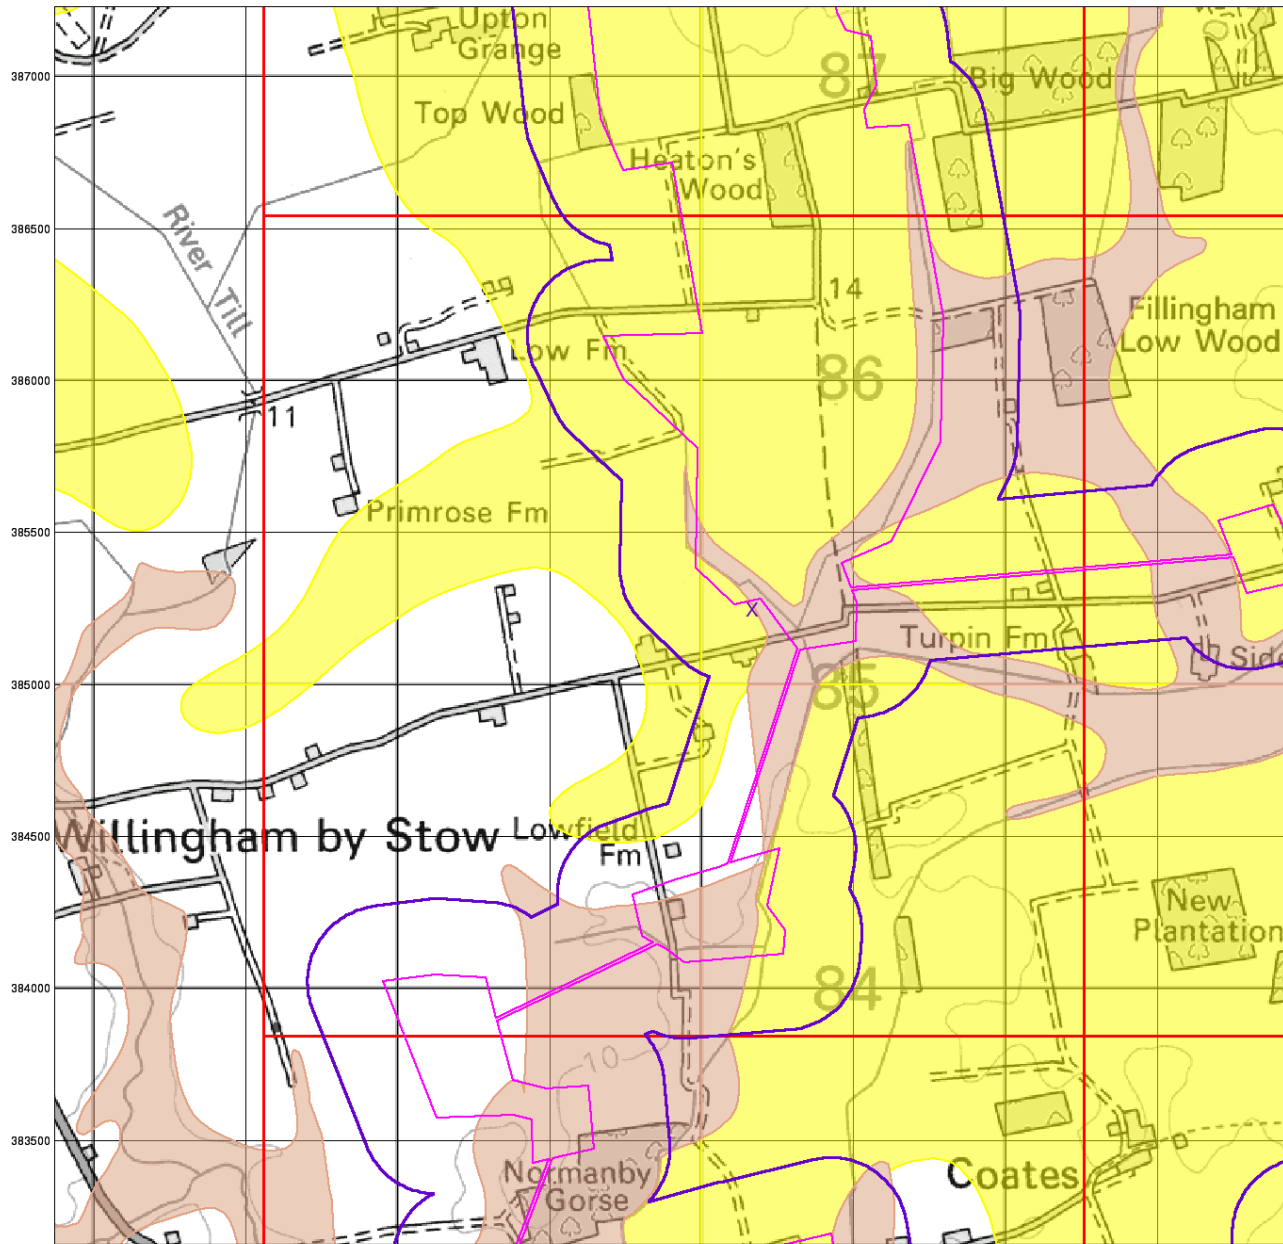 Upton
Grange
87
387000
Big Wood
Top Wood
Heaton's
Wood
River Till
386500
14
Fillingham
Low Wood
Low Fm
86
386000
11
Primrose Fm
385500
X
Turpin Fm
Side
385000
85
384500
Willingham by Stow
Lowfield
Fm
New
Plantation
384000
84
10
383500
Normanby
Gorse
Coates